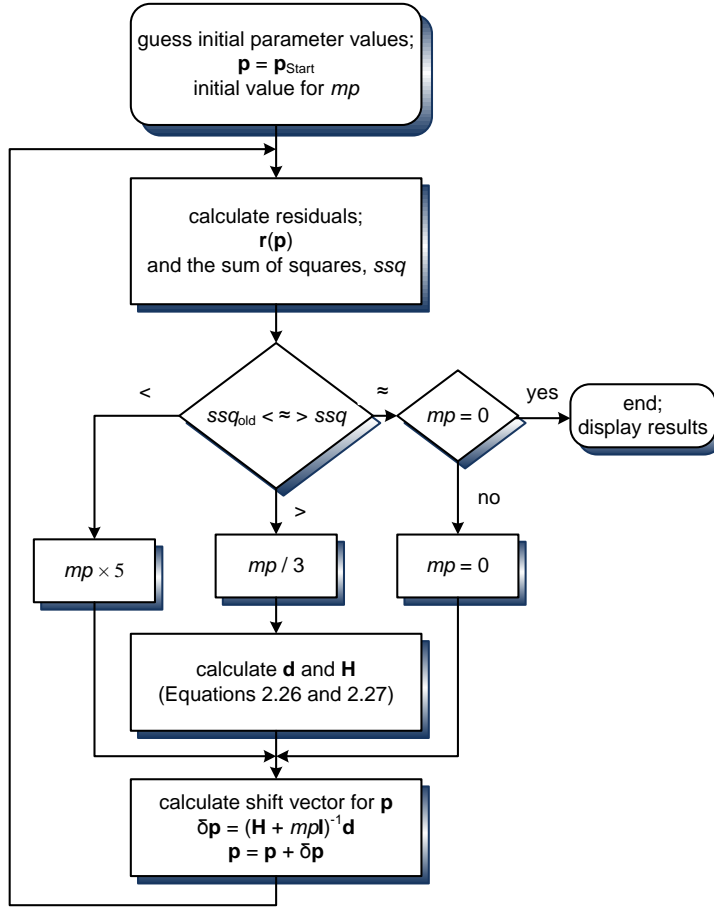 guess initial parameter values;
p = pStart
initial value for mp
calculate residuals;
r(p)
and the sum of squares, ssq
<
ssqold < ≈ > ssq
≈
mp = 0
yes
end;
display results
>
no
mp × 5
mp / 3
mp = 0
calculate d and H
(Equations 2.26 and 2.27)
calculate shift vector for p
δp = (H + mpI)-1d
p = p + δp